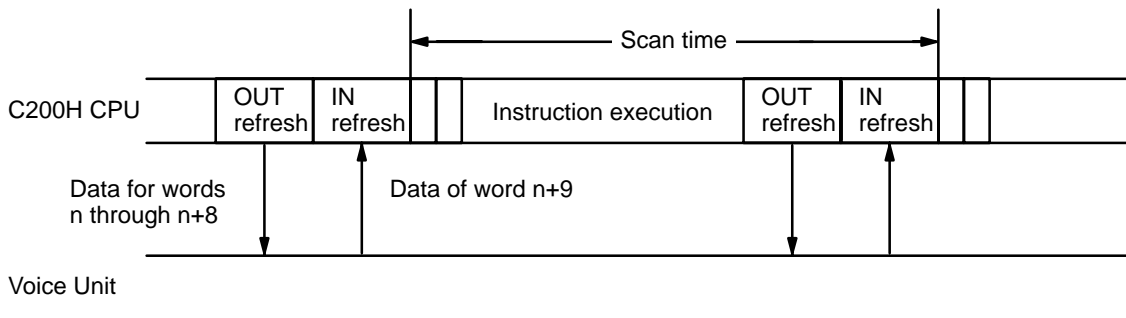 Scan time
C200H CPU
OUT
refresh
IN
refresh
Instruction execution
OUT
refresh
IN
refresh
Data for words
n through n+8
Data of word n+9
Voice Unit